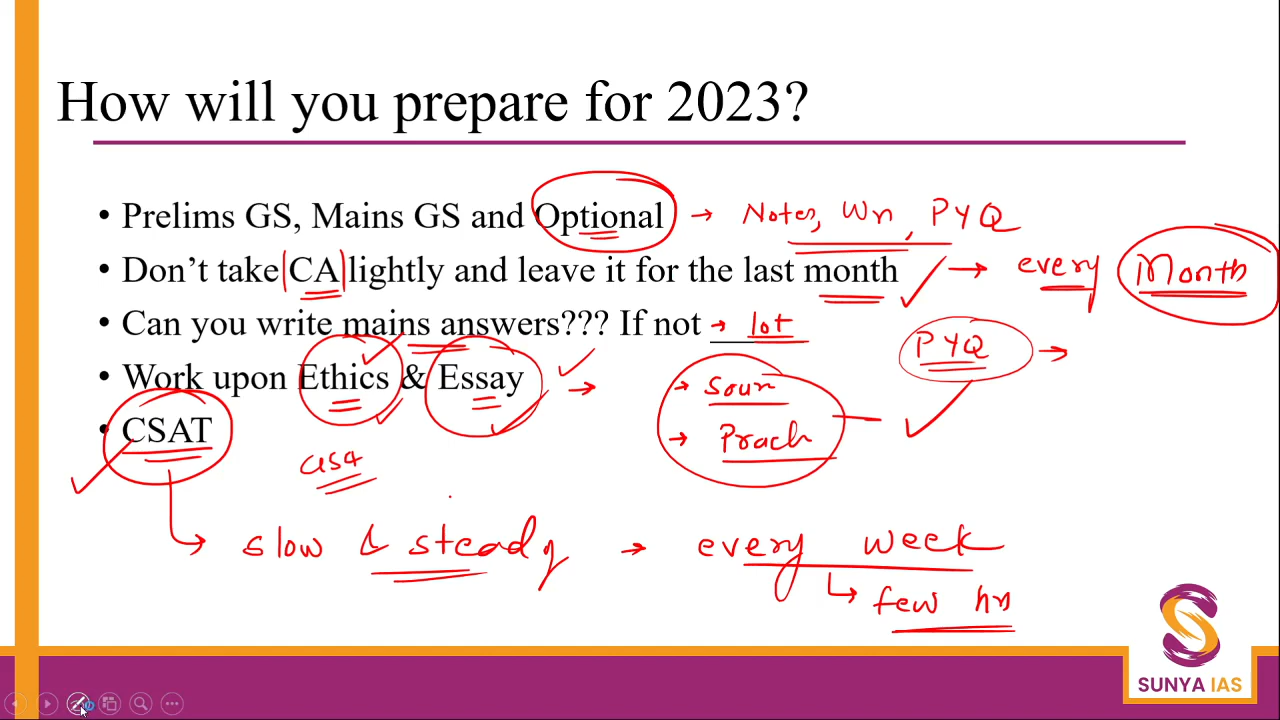 How will you prepare for 2023?
• Prelims GS, Mains GS and Optional → Notes, Wn, PYQ
• Don't take CA lightly and leave it for the last month → every Month
• Can you write mains answers??? If not → lot
PYQ →
• Work upon Ethics & Essay →
→ Sour
→ Prach
• CSAT
GS4
slow & steady → every week
few hrs
SUNYA IAS